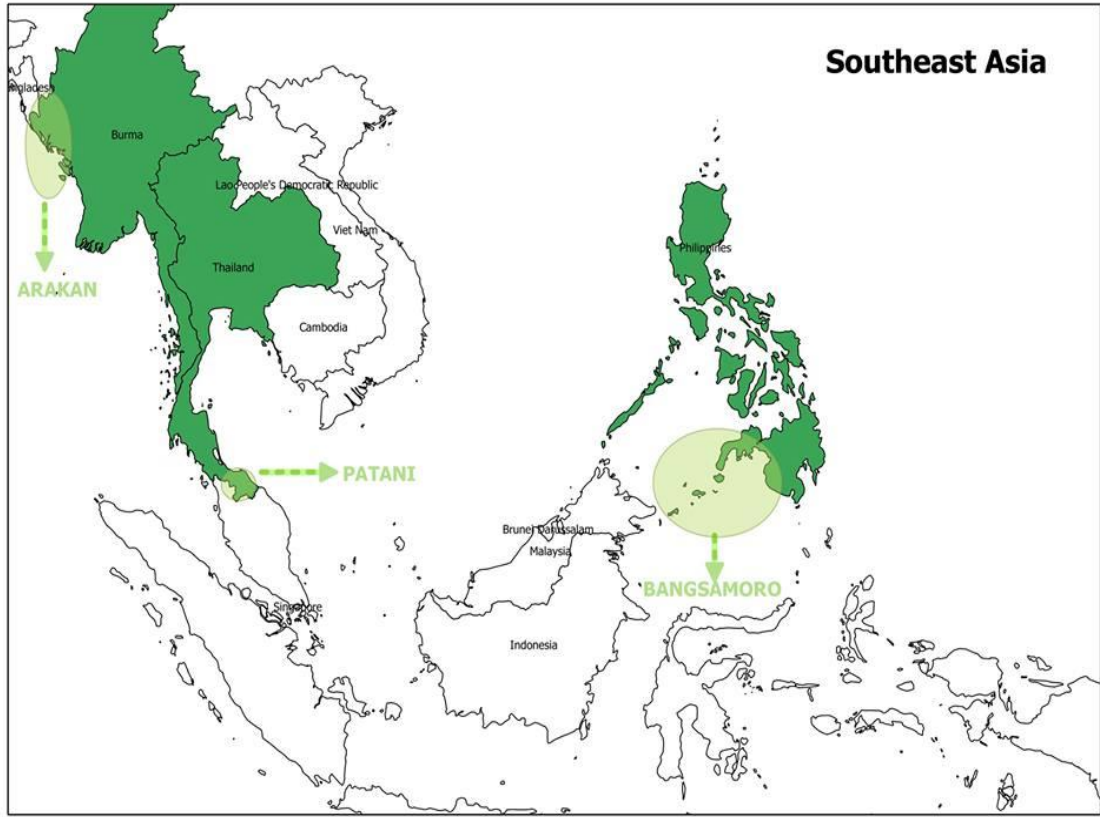 Southeast Asia
ngladesh
Burma
Lao People's Democratic Republic
Viet Nam
Philippines
Thailand
ARAKAN
Cambodia
PATANI
Brunei Darussalam
Malaysia
BANGSAMORO
Singapore
Indonesia